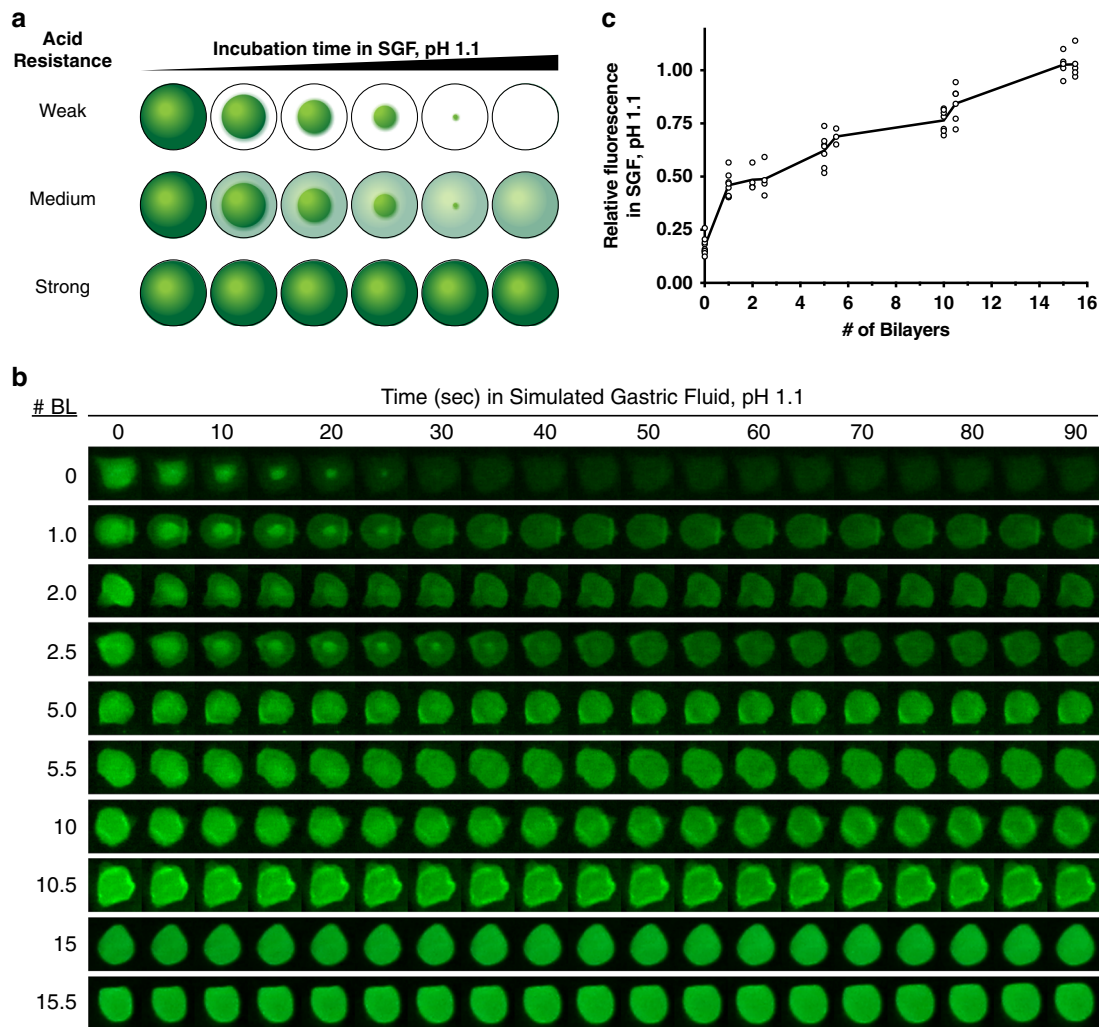 a
Acid
Resistance
Incubation time in SGF, pH 1.1
Weak
Medium
Strong
c
Relative fluorescence
in SGF, pH 1.1
1.00
0.75
0.50
0.25
0.00
0 2 4 6 8 10 12 14 16
# of Bilayers
b
# BL
Time (sec) in Simulated Gastric Fluid, pH 1.1
0 10 20 30 40 50 60 70 80 90
0
1.0
2.0
2.5
5.0
5.5
10
10.5
15
15.5